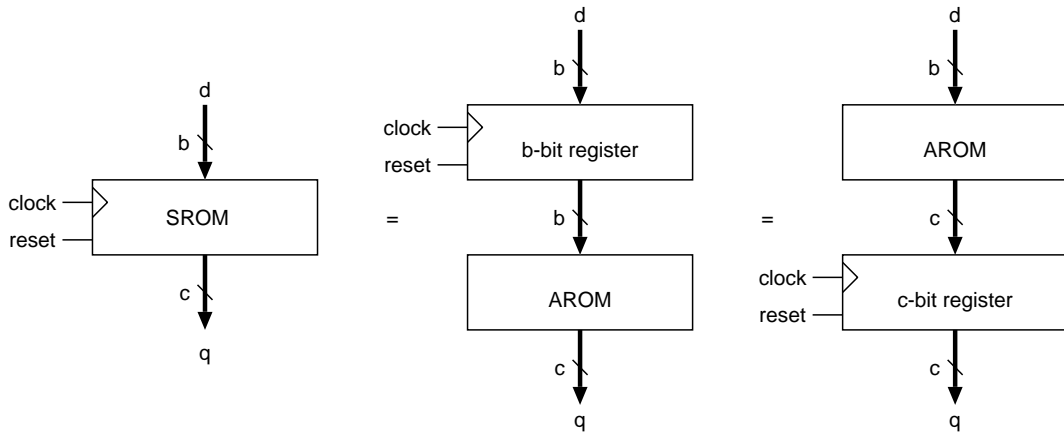 d
b
clock
reset
SROM
c
q
=
d
b
clock
reset
b-bit register
b
AROM
c
q
=
d
b
AROM
c
clock
reset
c-bit register
c
q